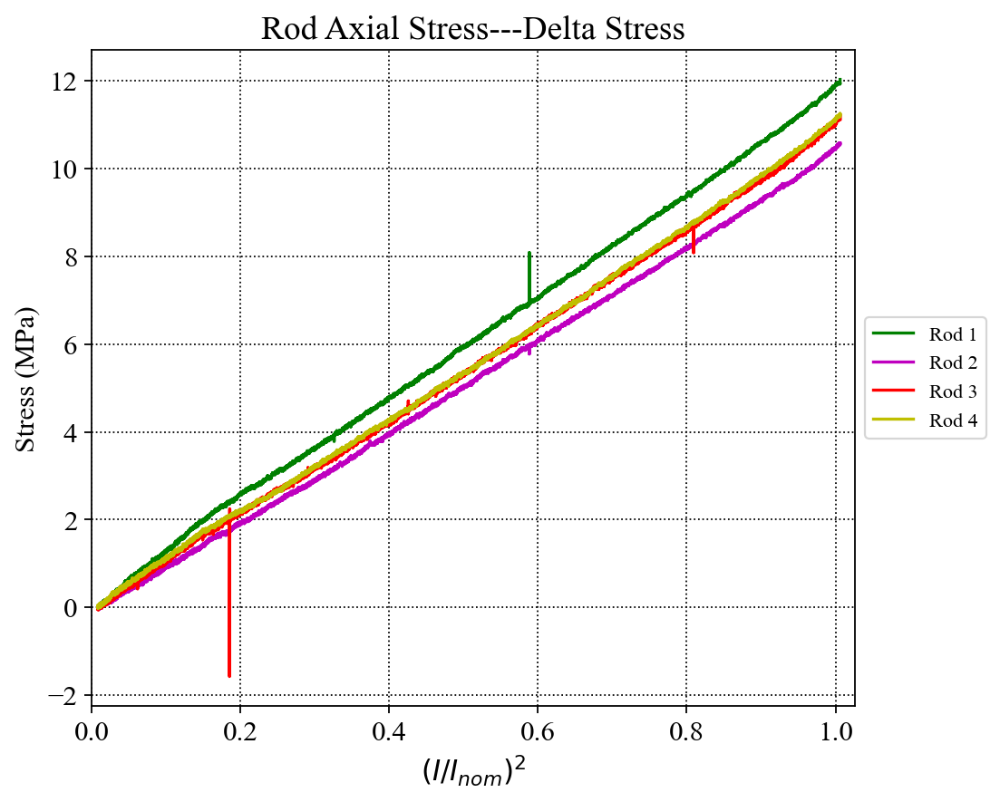 Rod Axial Stress---Delta Stress
12
10
8
6
4
2
0
−2
Stress (MPa)
0.0 0.2 0.4 0.6 0.8 1.0
(I/I_nom)²
Rod 1
Rod 2
Rod 3
Rod 4